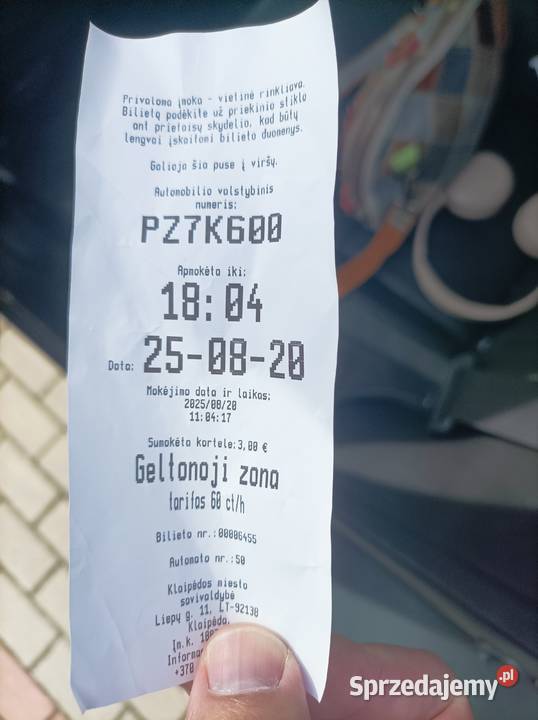 Privaloma įmoka - vietinė rinkliava.
Bilietą padėkite už priekinio stiklo
ant prietaisų skydelio, kad būtų
lengvai įskaitomi bilieto duomenys.
Galioja šia puse į viršų.
Automobilio valstybinis
numeris:
PZ7K600
Apmokėta iki:
18:04
Data: 25-08-20
Mokėjimo data ir laikas:
2025/08/20
11:04:17
Sumokėta kortele:3,00 €
Geltonoji zona
tarifas 60 ct/h
Bilieto nr.:00006455
Automato nr.:50
Klaipėdos miesto
savivaldybė
Liepų g. 11, LT-92138
Klaipėda.
Įm.k.
+370
Sprzedajemy.pl